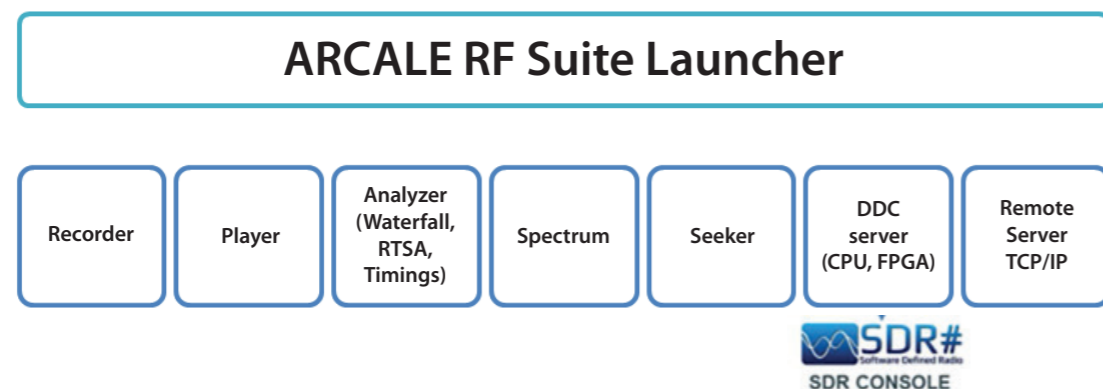 ARCALE RF Suite Launcher
Recorder
Player
Analyzer
(Waterfall,
RTSA,
Timings)
Spectrum
Seeker
DDC
server
(CPU, FPGA)
Remote
Server
TCP/IP
SDR#
Software Defined Radio
SDR CONSOLE